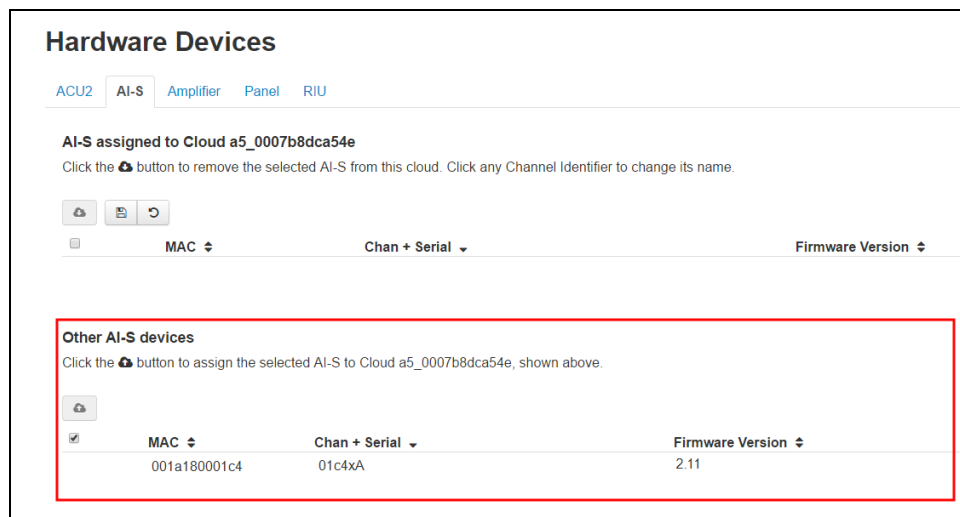 Hardware Devices
ACU2 AI-S Amplifier Panel RIU
AI-S assigned to Cloud a5_0007b8dca54e
Click the button to remove the selected AI-S from this cloud. Click any Channel Identifier to change its name.
MAC Chan + Serial Firmware Version
Other AI-S devices
Click the button to assign the selected AI-S to Cloud a5_0007b8dca54e, shown above.
MAC Chan + Serial Firmware Version
001a180001c4 01c4xA 2.11